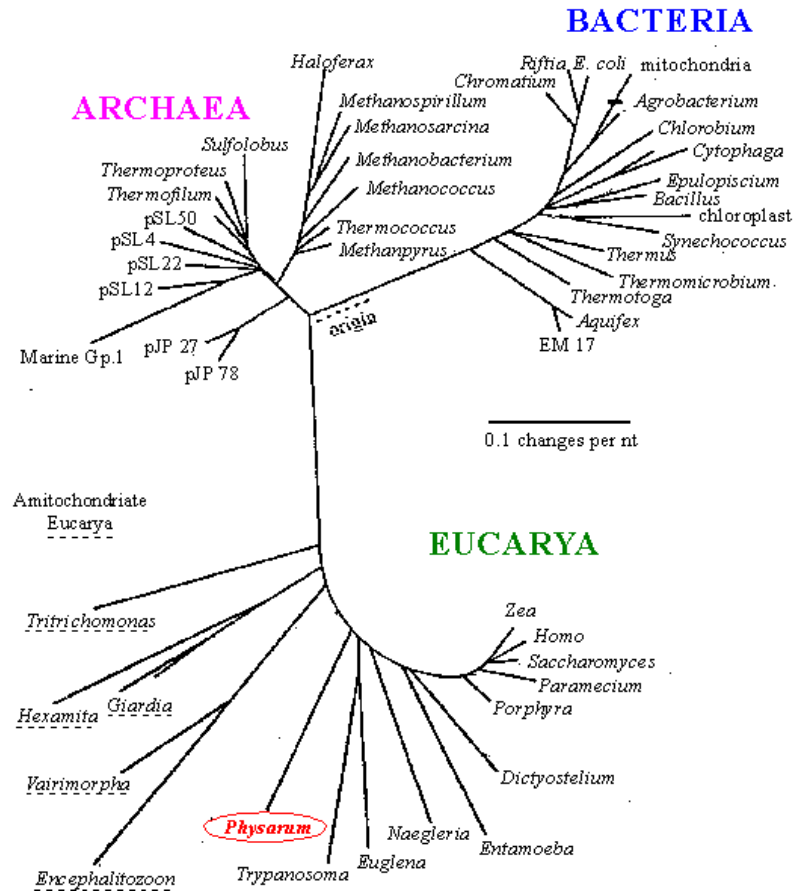 BACTERIA
ARCHAEA
Haloferax
Methanospirillum
Methanosarcina
Methanobacterium
Methanococcus
Thermococcus
Methanpyrus
Sulfolobus
Thermoproteus
Thermofilum
pSL50
pSL4
pSL22
pSL12
Marine Gp.1
pJP 27
pJP 78
origin
Riftia
E. coli
mitochondria
Chromatium
Agrobacterium
Chlorobium
Cytophaga
Epulopiscium
Bacillus
chloroplast
Synechococcus
Thermus
Thermomicrobium
Thermotoga
Aquifex
EM 17
0.1 changes per nt
Amitochondriate
Eucarya
EUCARYA
Tritrichomonas
Hexamita
Giardia
Vairimorpha
Encephalitozoon
Physarum
Trypanosoma
Euglena
Naegleria
Entamoeba
Dictyostelium
Porphyra
Paramecium
Saccharomyces
Homo
Zea